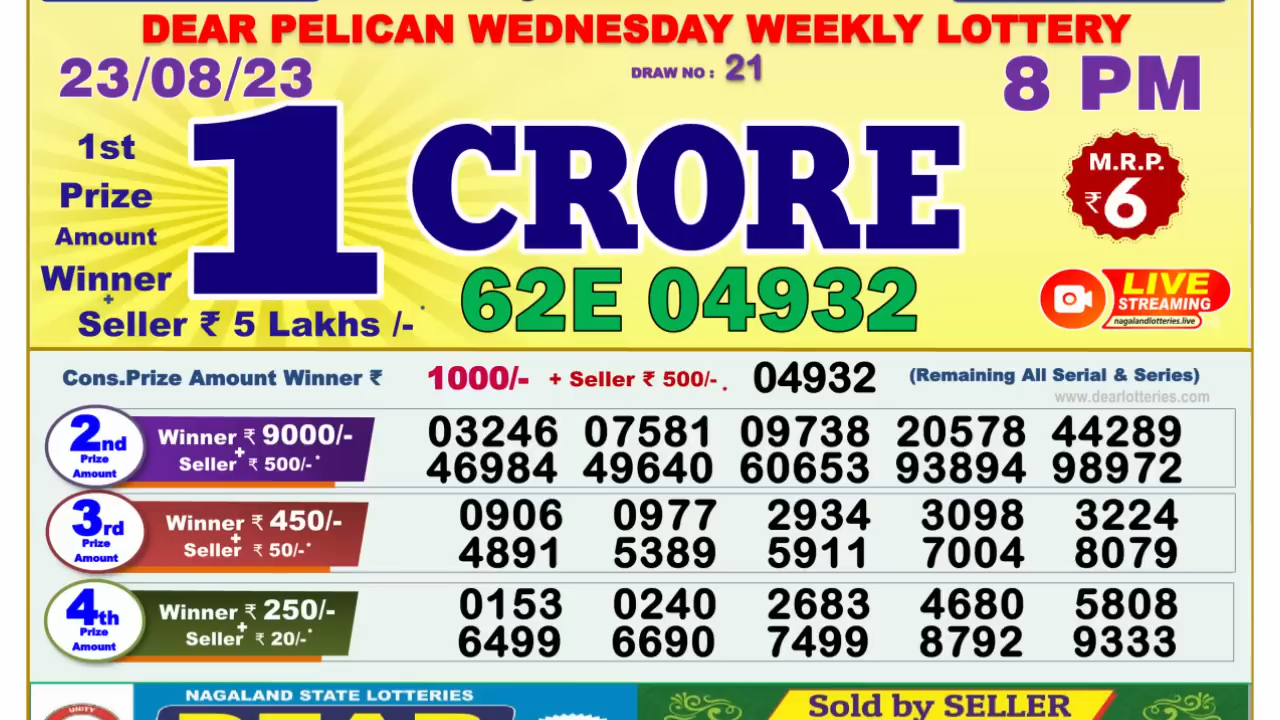 DEAR PELICAN WEDNESDAY WEEKLY LOTTERY
23/08/23
DRAW NO : 21
8 PM
1st
Prize
Amount
Winner
+
Seller ₹ 5 Lakhs /-
1 CRORE
62E 04932
M.R.P.
₹ 6
LIVE
STREAMING
nagalandlotteries.live
Cons.Prize Amount Winner ₹ 1000/- + Seller ₹ 500/- . 04932 (Remaining All Serial & Series)
www.dearlotteries.com
2nd
Prize
Amount
Winner ₹ 9000/-
+
Seller ₹ 500/-*
03246 07581 09738 20578 44289
46984 49640 60653 93894 98972
3rd
Prize
Amount
Winner ₹ 450/-
+
Seller ₹ 50/-*
0906 0977 2934 3098 3224
4891 5389 5911 7004 8079
4th
Prize
Amount
Winner ₹ 250/-
+
Seller ₹ 20/-*
0153 0240 2683 4680 5808
6499 6690 7499 8792 9333
UNITY
NAGALAND STATE LOTTERIES
DEAR
Sold by SELLER